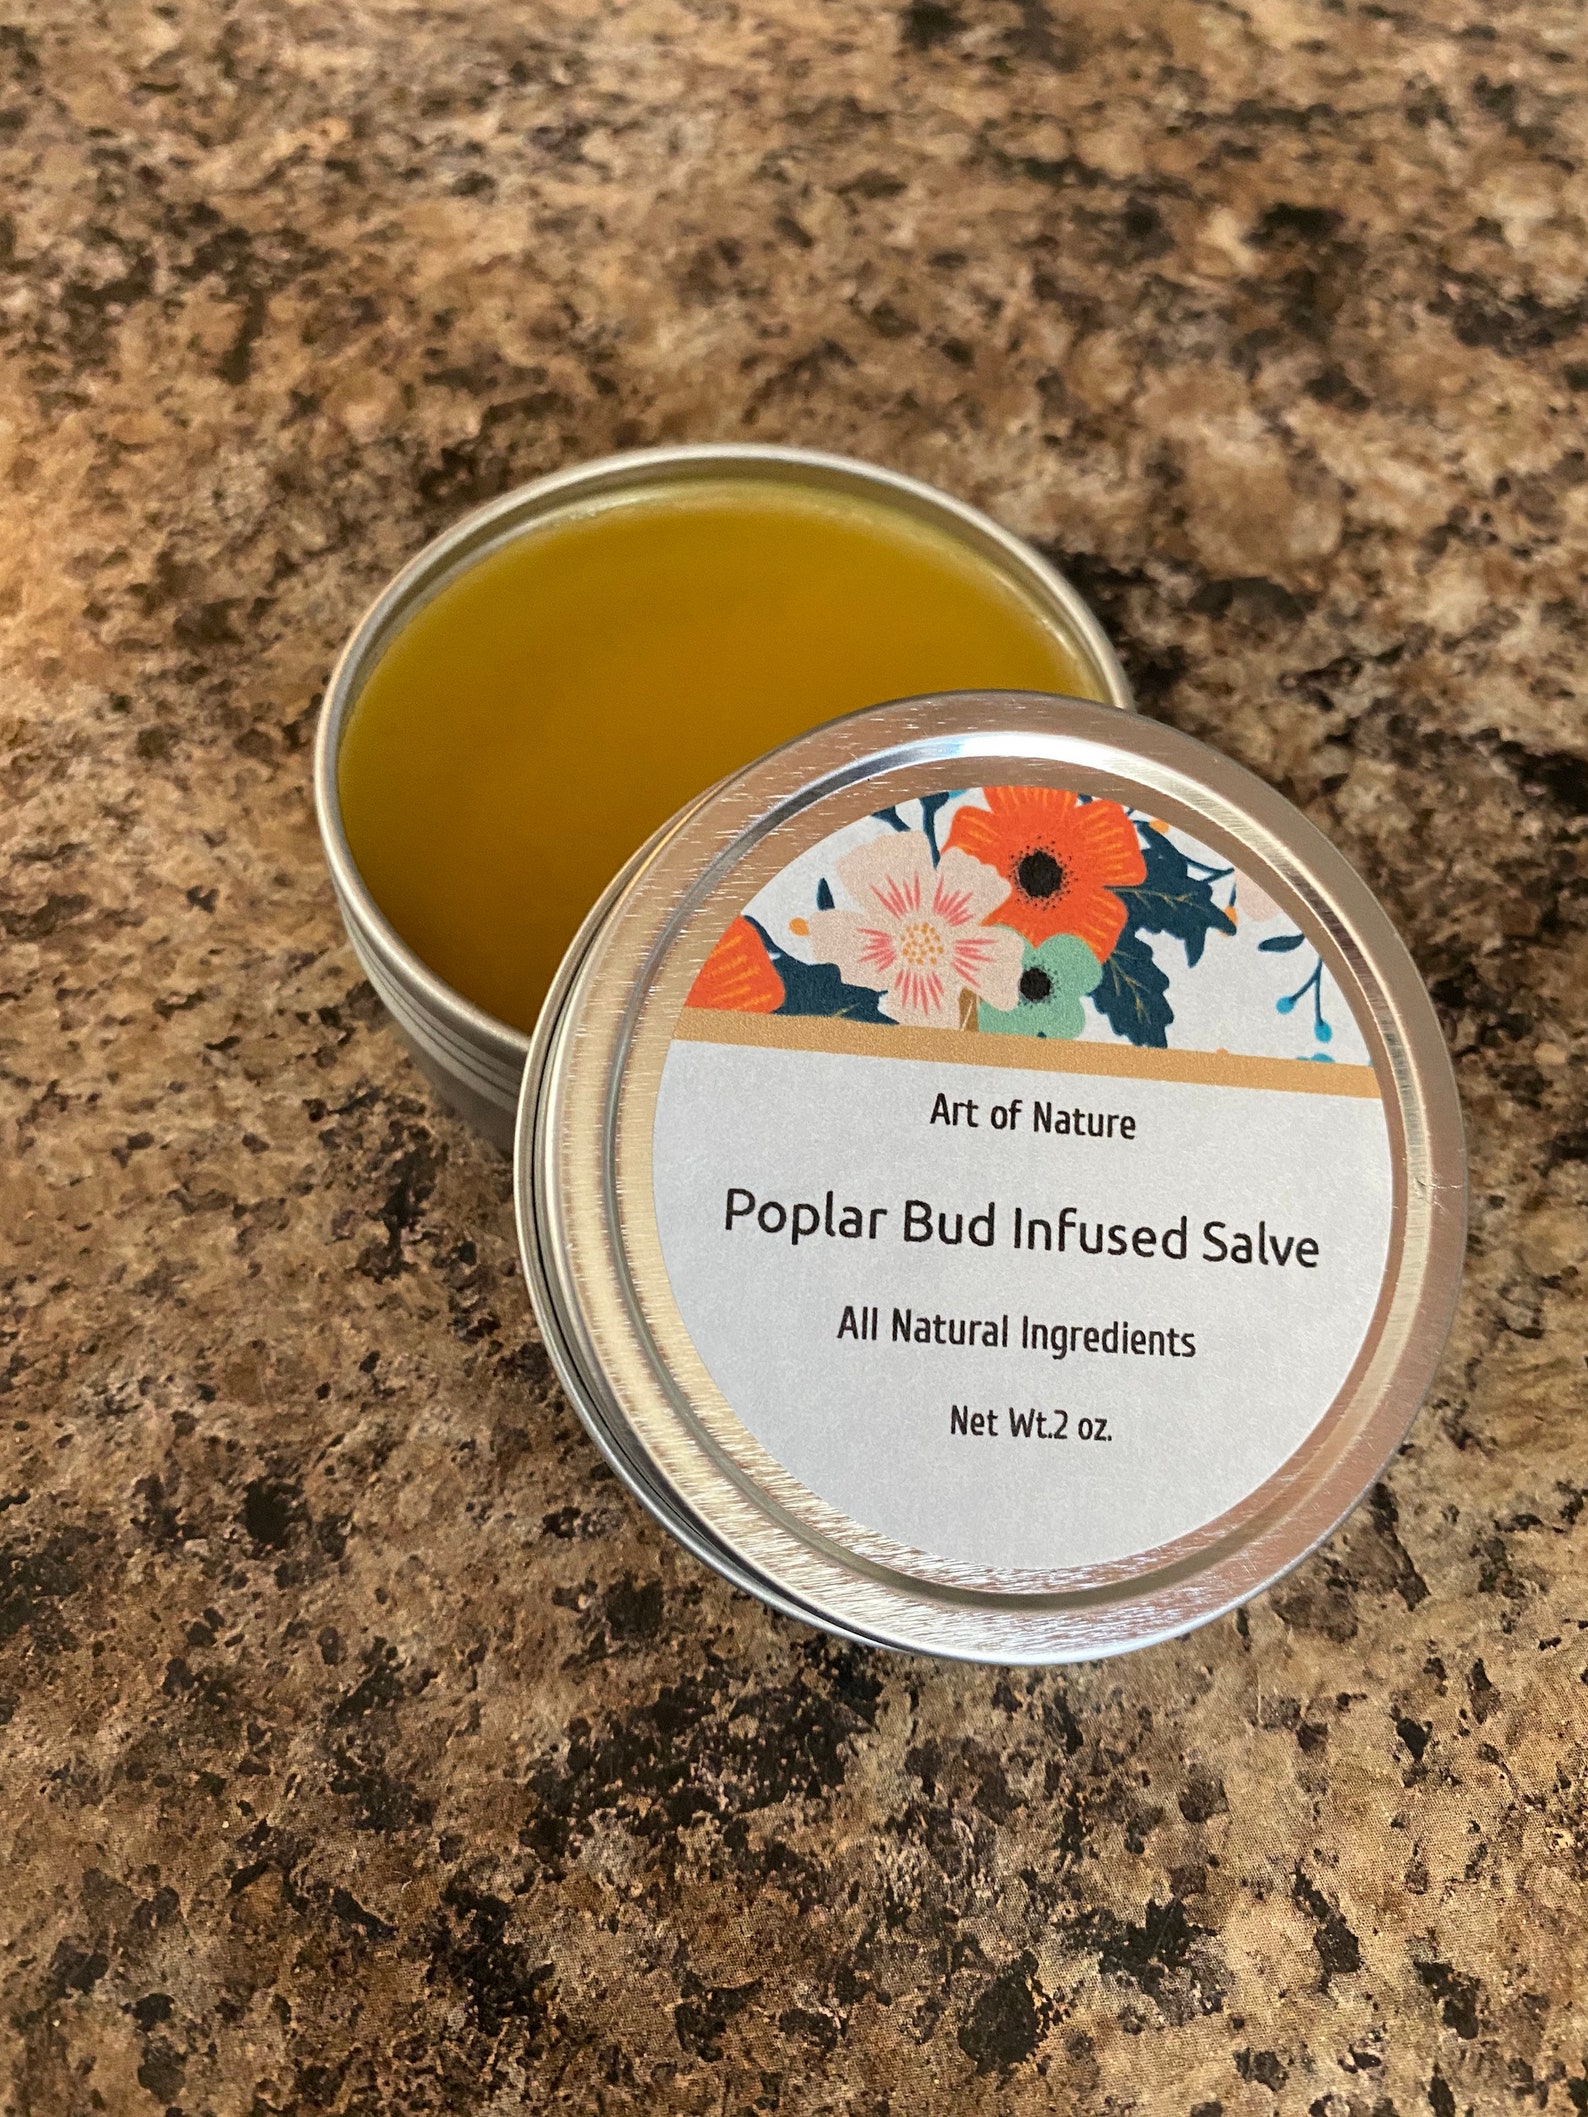 Art of Nature
Poplar Bud Infused Salve
All Natural Ingredients
Net Wt.2 oz.